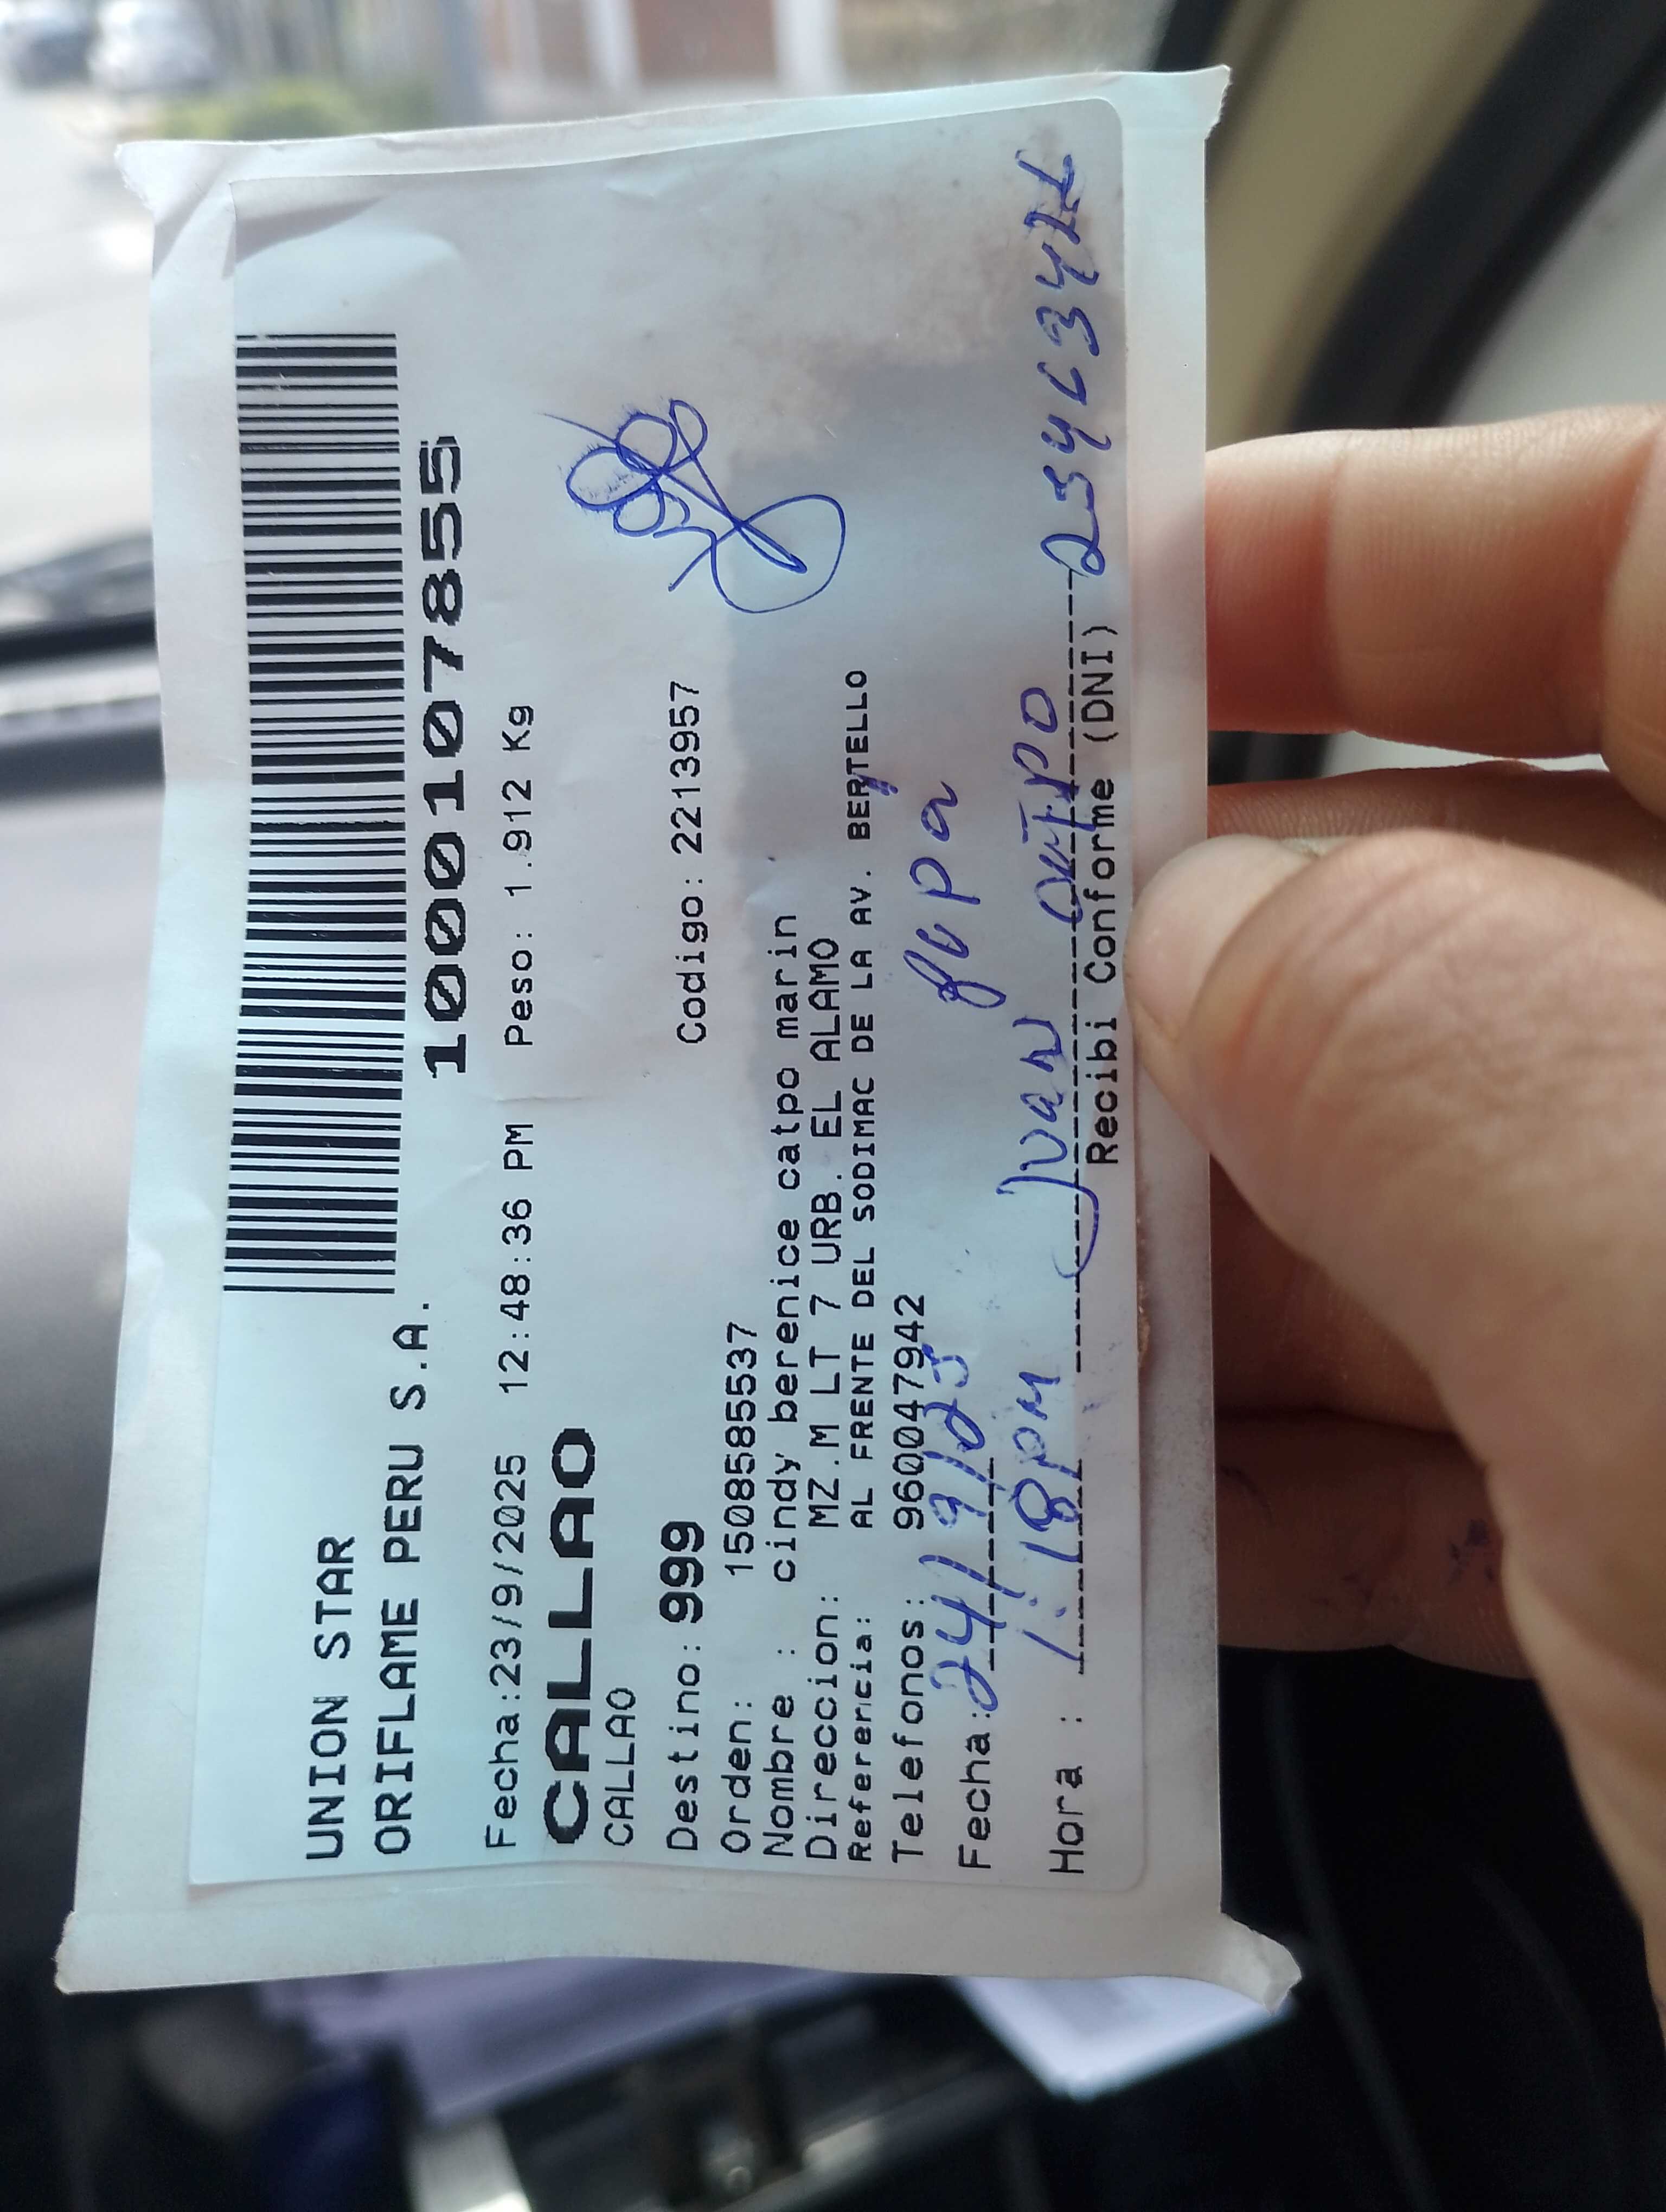 UNION STAR
ORIFLAME PERU S.A.
1000107855
Fecha:23/9/2025 12:48:36 PM Peso: 1.912 Kg
CALLAO
CALLAO
Destino: 999 Codigo: 2213957
Orden: 1508585537
Nombre : cindy berenice catpo marin
Direccion: MZ.M LT 7 URB. EL ALAMO
Referencia: AL FRENTE DEL SODIMAC DE LA AV. BERTELLO
Telefonos: 960047942
Fecha: 24/9/25
Hora : 1:18pm Juan catpo
Recibi Conforme (DNI)